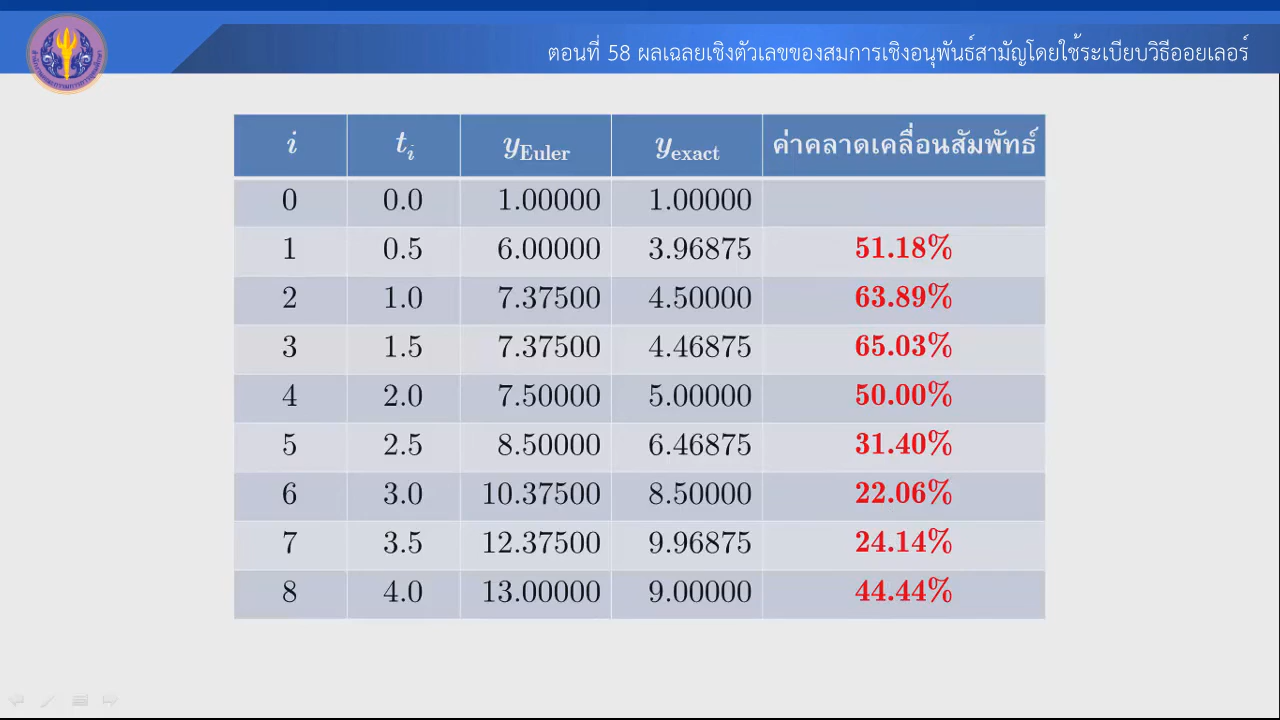 ตอนที่ 58 ผลเฉลยเชิงตัวเลขของสมการเชิงอนุพันธ์สามัญโดยใช้ระเบียบวิธีออยเลอร์
i t_i y_Euler y_exact ค่าคลาดเคลื่อนสัมพัทธ์
0 0.0 1.00000 1.00000
1 0.5 6.00000 3.96875 51.18%
2 1.0 7.37500 4.50000 63.89%
3 1.5 7.37500 4.46875 65.03%
4 2.0 7.50000 5.00000 50.00%
5 2.5 8.50000 6.46875 31.40%
6 3.0 10.37500 8.50000 22.06%
7 3.5 12.37500 9.96875 24.14%
8 4.0 13.00000 9.00000 44.44%